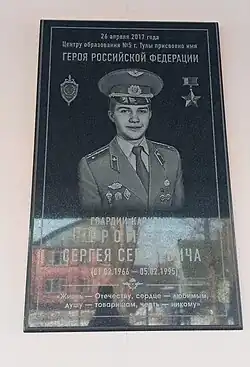 26 апреля 2017 года
Центру образования №5 г. Тулы присвоено имя
ГЕРОЯ РОССИЙСКОЙ ФЕДЕРАЦИИ
ГВАРДИИ
СЕРГЕЯ СЕРГЕЕВИЧА
(01.02.1966 — 05.02.1995)
«Жизнь — Отечеству, сердце — любимым,
душу — товарищам, честь — никому»